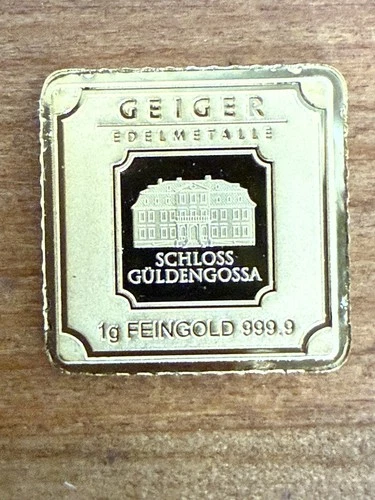 GEIGER
EDELMETALLE
SCHLOSS
GÜLDENGOSSA
1g FEINGOLD 999.9